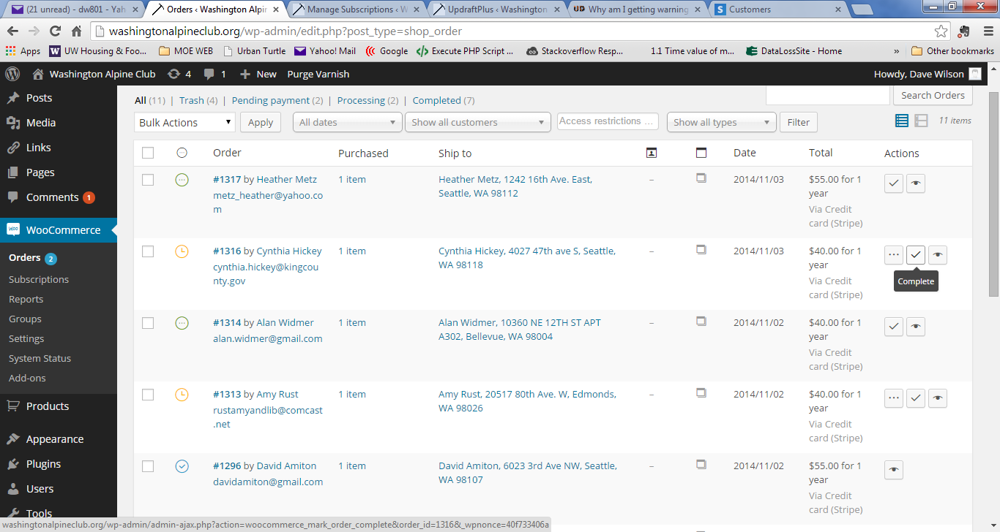 (21 unread) - dw801 - Yah
Orders ‹ Washington Alpin
Manage Subscriptions ‹ W
UpdraftPlus ‹ Washington
Why am I getting warning
S Customers
washingtonalpineclub.org/wp-admin/edit.php?post_type=shop_order
Apps
W UW Housing & Foo...
MOE WEB
Urban Turtle
Yahoo! Mail
Google
Execute PHP Script ...
Stackoverflow Resp...
1.1 Time value of m...
DataLossSite - Home
»
Other bookmarks
Washington Alpine Club 4 1 + New Purge Varnish
Howdy, Dave Wilson
Posts
Media
Links
Pages
Comments 1
WooCommerce
Orders 2
Subscriptions
Reports
Groups
Settings
System Status
Add-ons
Products
Appearance
Plugins
Users
Tools
All (11) | Trash (4) | Pending payment (2) | Processing (2) | Completed (7)
Search Orders
Bulk Actions Apply All dates Show all customers Access restrictions ... Show all types Filter
11 items
Order Purchased Ship to Date Total Actions
#1317 by Heather Metz
metz_heather@yahoo.co
m
1 item
Heather Metz, 1242 16th Ave. East,
Seattle, WA 98112
–
2014/11/03
$55.00 for 1
year
Via Credit
card (Stripe)
#1316 by Cynthia Hickey
cynthia.hickey@kingcou
nty.gov
1 item
Cynthia Hickey, 4027 47th ave S, Seattle,
WA 98118
–
2014/11/03
$40.00 for 1
year
Via Credit
card (Stripe)
Complete
#1314 by Alan Widmer
alan.widmer@gmail.com
1 item
Alan Widmer, 10360 NE 12TH ST APT
A302, Bellevue, WA 98004
–
2014/11/02
$40.00 for 1
year
Via Credit
card (Stripe)
#1313 by Amy Rust
rustamyandlib@comcast
.net
1 item
Amy Rust, 20517 80th Ave. W, Edmonds,
WA 98026
–
2014/11/02
$40.00 for 1
year
Via Credit
card (Stripe)
#1296 by David Amiton
davidamiton@gmail.com
1 item
David Amiton, 6023 3rd Ave NW, Seattle,
WA 98107
–
2014/11/02
$55.00 for 1
year
Via Credit
card (Stripe)
washingtonalpineclub.org/wp-admin/admin-ajax.php?action=woocommerce_mark_order_complete&order_id=1316&_wpnonce=40f733406a